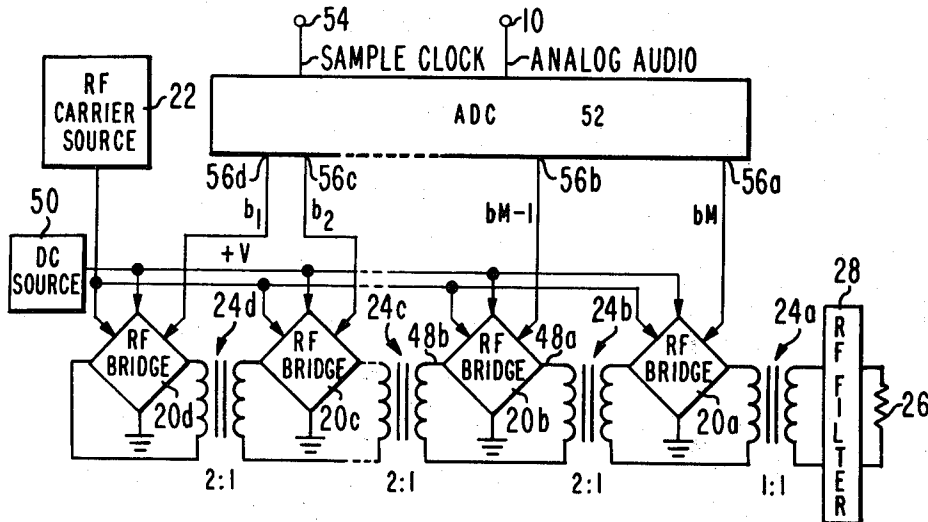 54
10
SAMPLE CLOCK
ANALOG AUDIO
RF CARRIER SOURCE
22
ADC 52
56d
56c
56b
56a
b1
b2
bM-1
bM
50
DC SOURCE
+V
24d
24c
24b
24a
28
48b
48a
RF BRIDGE
RF BRIDGE
RF BRIDGE
RF BRIDGE
20d
20c
20b
20a
RF FILTER
26
2:1
2:1
2:1
1:1